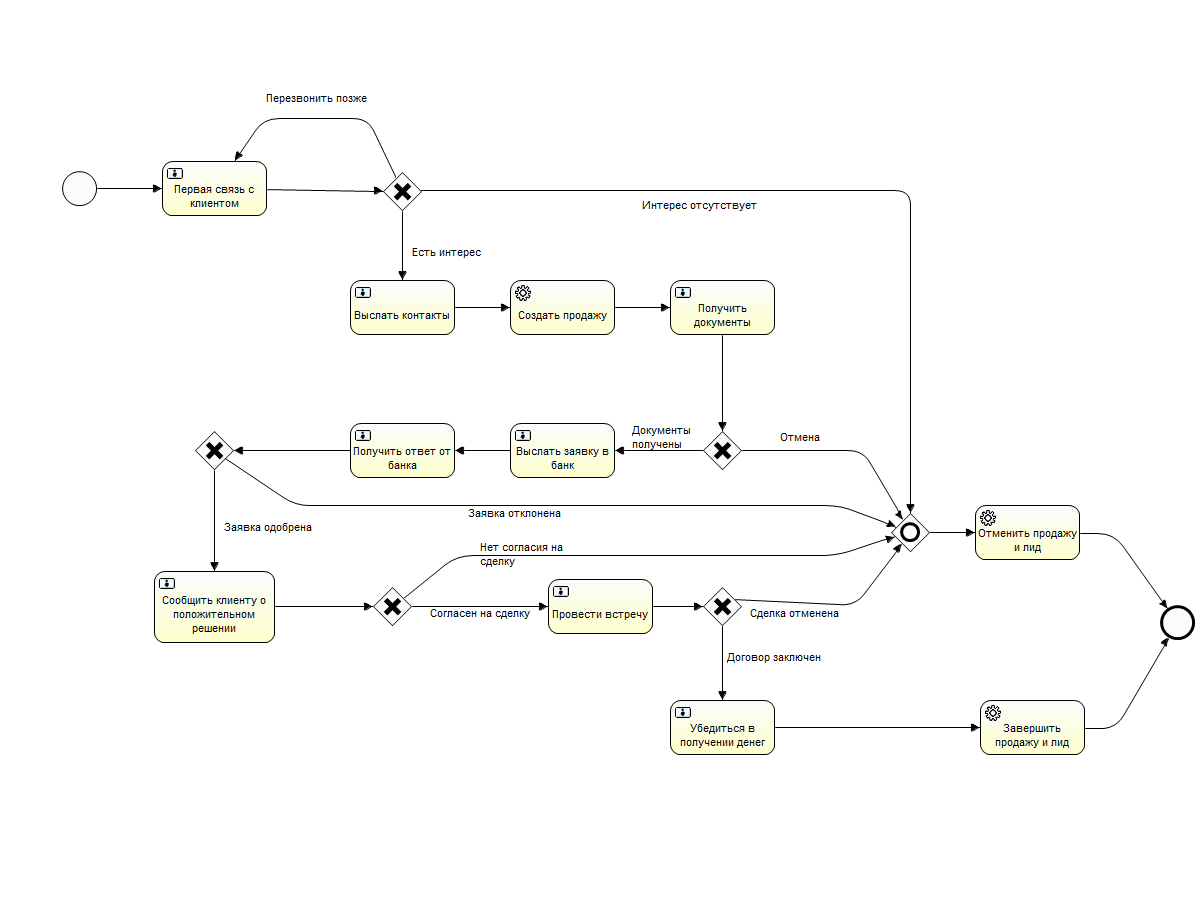 Перезвонить позже
Первая связь с
клиентом
Интерес отсутствует
Есть интерес
Выслать контакты
Создать продажу
Получить
документы
Документы
получены
Отмена
Получить ответ от
банка
Выслать заявку в
банк
Заявка отклонена
Заявка одобрена
Отменить продажу
и лид
Нет согласия на
сделку
Сообщить клиенту о
положительном
решении
Согласен на сделку
Провести встречу
Сделка отменена
Договор заключен
Убедиться в
получении денег
Завершить
продажу и лид